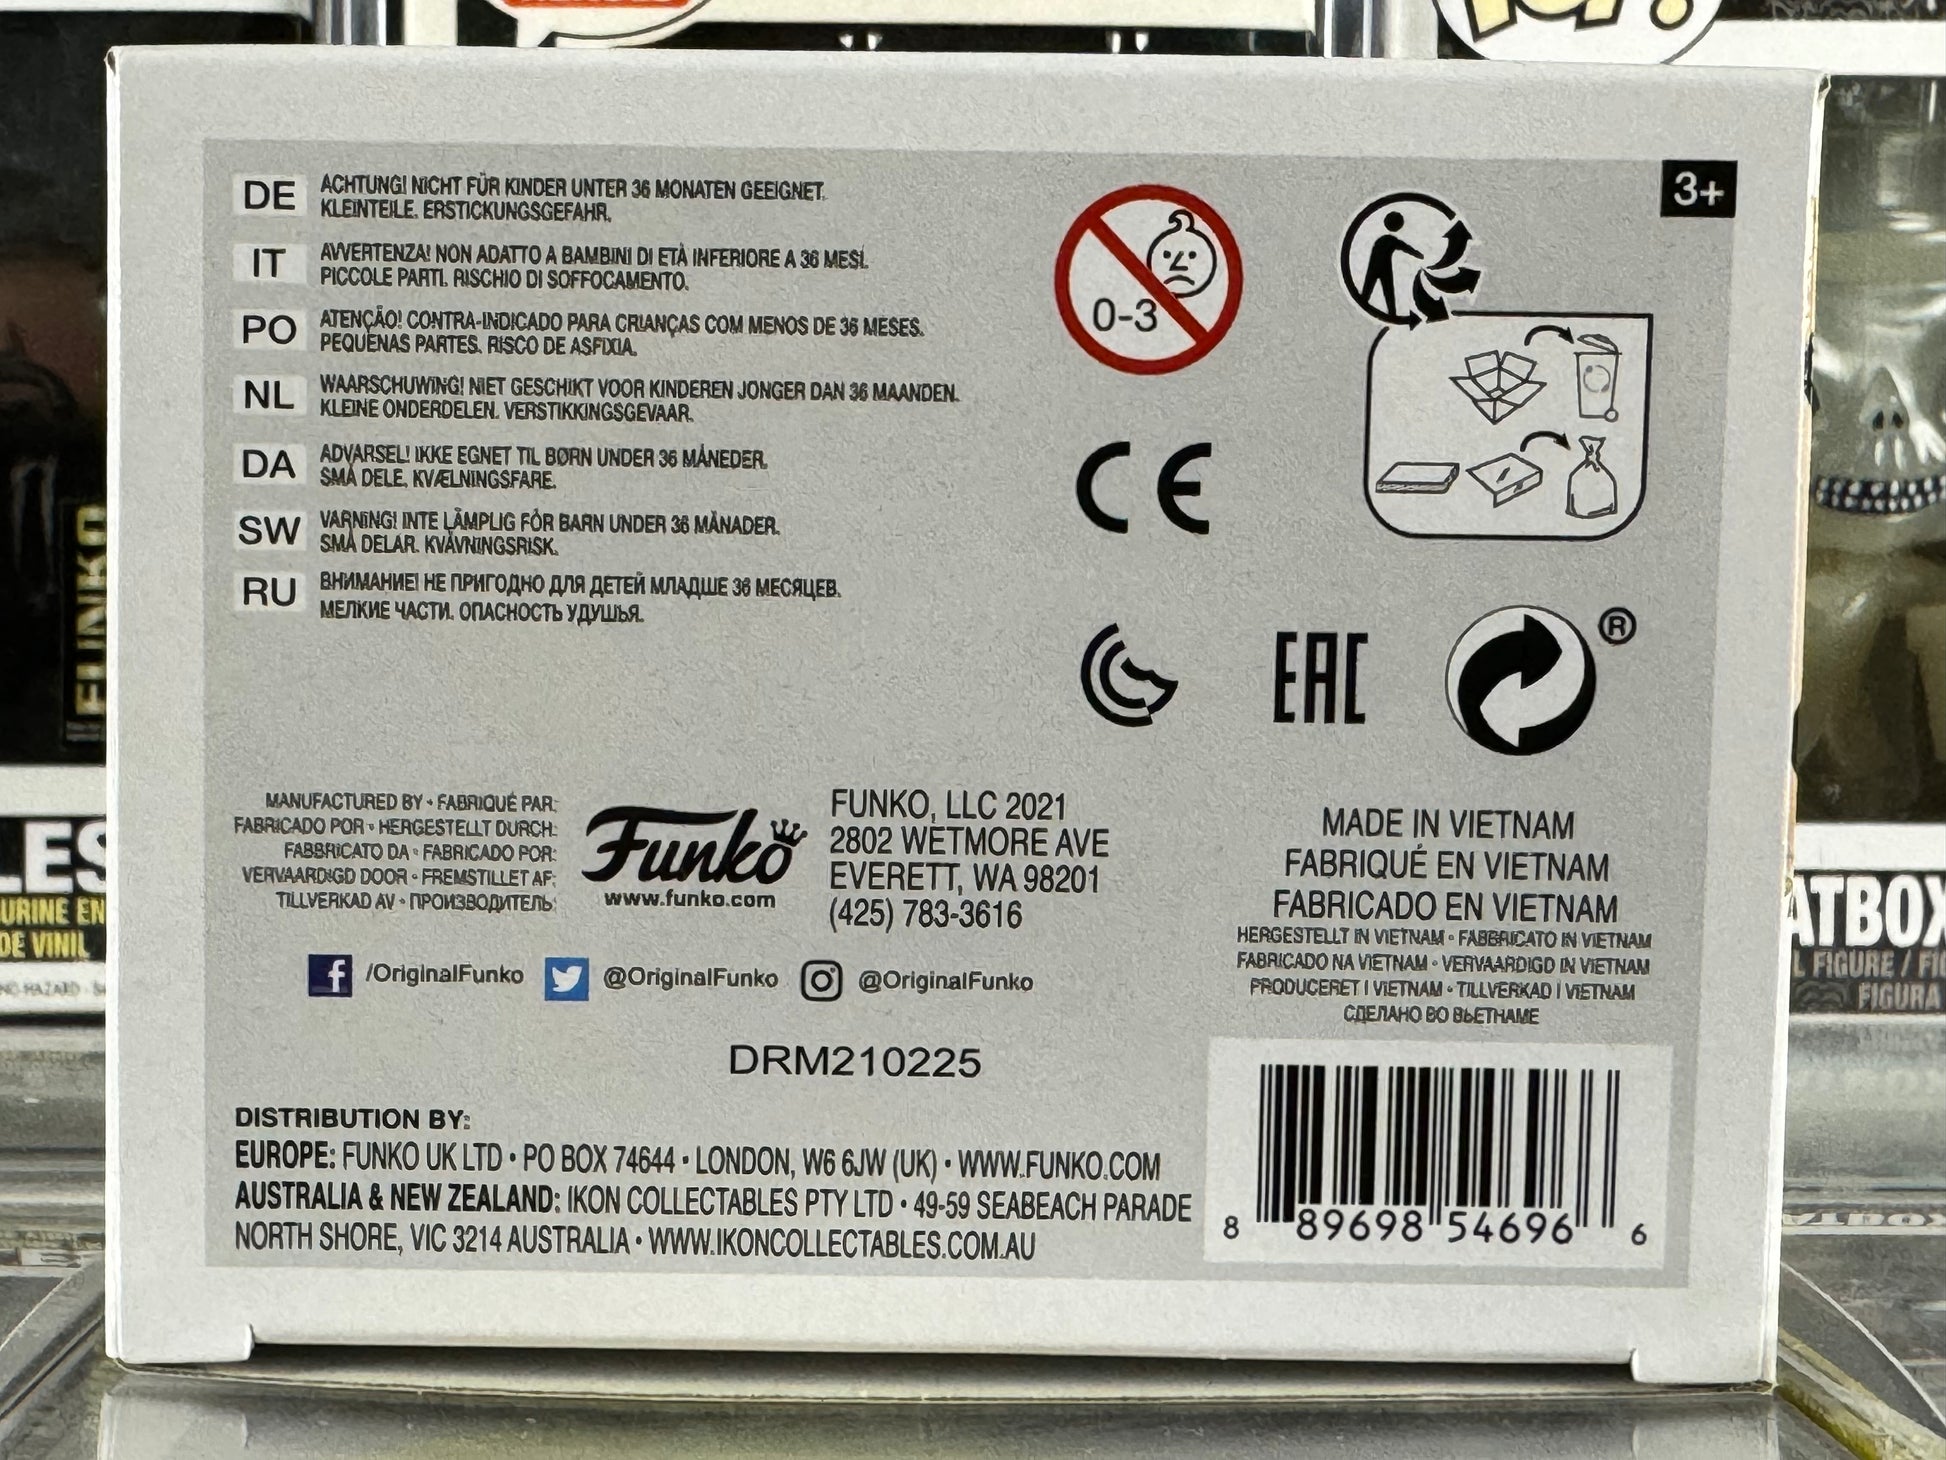 3+
DE
ACHTUNG! NICHT FÜR KINDER UNTER 36 MONATEN GEEIGNET.
KLEINTEILE. ERSTICKUNGSGEFAHR.
IT
AVVERTENZA! NON ADATTO A BAMBINI DI ETÀ INFERIORE A 36 MESI.
PICCOLE PARTI. RISCHIO DI SOFFOCAMENTO.
PO
ATENÇÃO! CONTRA-INDICADO PARA CRIANÇAS COM MENOS DE 36 MESES.
PEQUENAS PARTES. RISCO DE ASFIXIA.
NL
WAARSCHUWING! NIET GESCHIKT VOOR KINDEREN JONGER DAN 36 MAANDEN.
KLEINE ONDERDELEN. VERSTIKKINGSGEVAAR.
DA
ADVARSEL! IKKE EGNET TIL BØRN UNDER 36 MÅNEDER.
SMÅ DELE, KVÆLNINGSFARE.
SW
VARNING! INTE LÄMPLIG FÖR BARN UNDER 36 MÅNADER.
SMÅ DELAR. KVÄVNINGSRISK.
RU
ВНИМАНИЕ! НЕ ПРИГОДНО ДЛЯ ДЕТЕЙ МЛАДШЕ 36 МЕСЯЦЕВ.
МЕЛКИЕ ЧАСТИ. ОПАСНОСТЬ УДУШЬЯ.
0-3
CE
EAC
®
MANUFACTURED BY • FABRIQUÉ PAR:
FABRICADO POR • HERGESTELLT DURCH:
FABBRICATO DA • FABRICADO POR:
VERVAARDIGD DOOR • FREMSTILLET AF:
TILLVERKAD AV • ПРОИЗВОДИТЕЛЬ:
Funko
www.funko.com
FUNKO, LLC 2021
2802 WETMORE AVE
EVERETT, WA 98201
(425) 783-3616
MADE IN VIETNAM
FABRIQUÉ EN VIETNAM
FABRICADO EN VIETNAM
HERGESTELLT IN VIETNAM • FABBRICATO IN VIETNAM
FABRICADO NA VIETNAM • VERVAARDIGD IN VIETNAM
PRODUCERET I VIETNAM • TILLVERKAD I VIETNAM
СДЕЛАНО ВО ВЬЕТНАМЕ
f /OriginalFunko @OriginalFunko @OriginalFunko
DRM210225
DISTRIBUTION BY:
EUROPE: FUNKO UK LTD • PO BOX 74644 • LONDON, W6 6JW (UK) • WWW.FUNKO.COM
AUSTRALIA & NEW ZEALAND: IKON COLLECTABLES PTY LTD • 49-59 SEABEACH PARADE
NORTH SHORE, VIC 3214 AUSTRALIA • WWW.IKONCOLLECTABLES.COM.AU
8 89698 54696 6
FUNKO
LES
URINE EN
DE VINIL
ATBOX
L FIGURE / FI
FIGURA